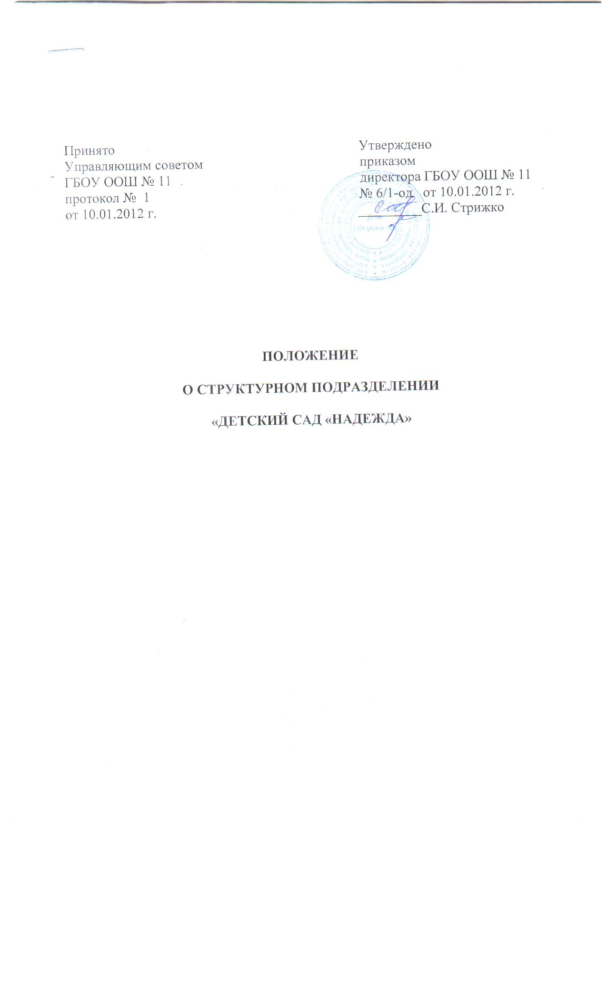 Принято
Управляющим советом
ГБОУ ООШ № 11
протокол № 1
от 10.01.2012 г.
Утверждено
приказом
директора ГБОУ ООШ № 11
№ 6/1-од от 10.01.2012 г.
С.И. Стрижко
Для
документов
ПОЛОЖЕНИЕ
О СТРУКТУРНОМ ПОДРАЗДЕЛЕНИИ
«ДЕТСКИЙ САД «НАДЕЖДА»